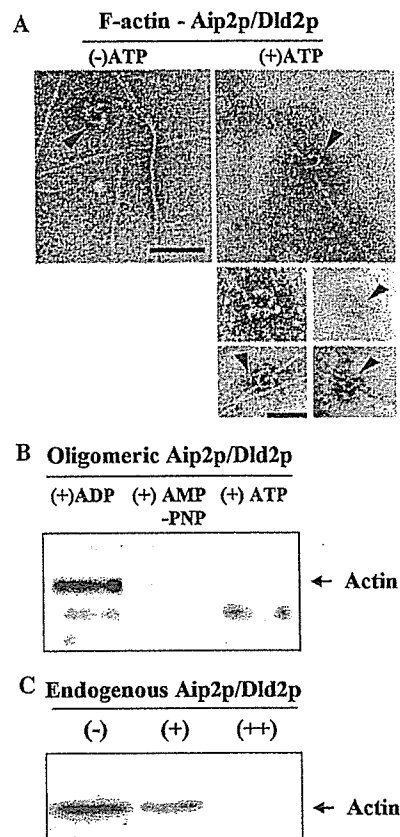 A
F-actin - Aip2p/Dld2p
(-)ATP (+)ATP
B
Oligomeric Aip2p/Dld2p
(+)ADP (+) AMP (+) ATP
-PNP
← Actin
C Endogenous Aip2p/Dld2p
(-) (+) (++)
← Actin